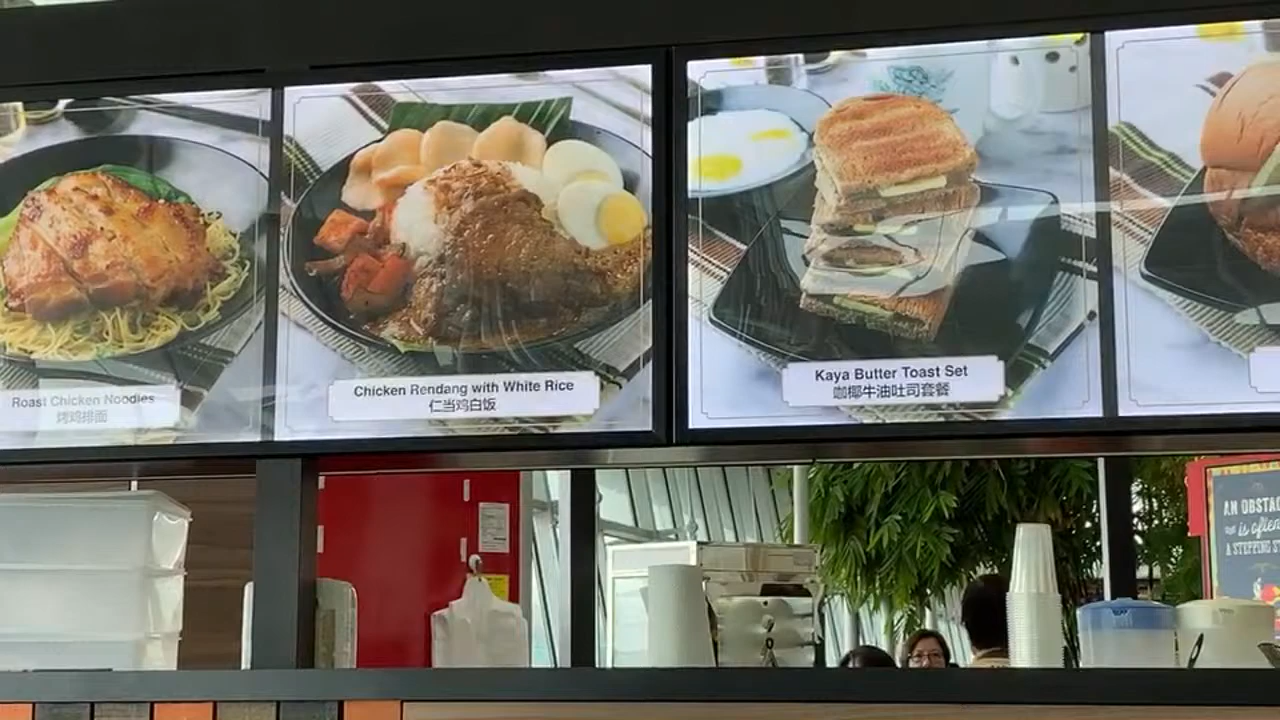 Roast Chicken Noodles
烤鸡排面
Chicken Rendang with White Rice
仁当鸡白饭
Kaya Butter Toast Set
咖椰牛油吐司套餐
AN OBSTAC
is often
A STEPPING S